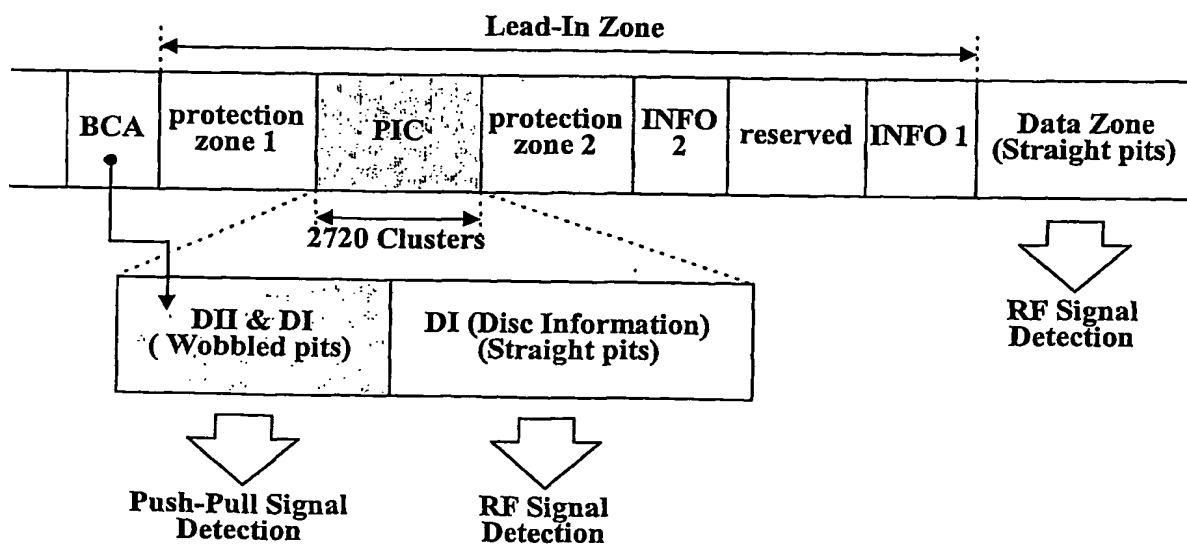 Lead-In Zone
BCA
protection
zone 1
PIC
protection
zone 2
INFO
2
reserved
INFO 1
Data Zone
(Straight pits)
2720 Clusters
DII & DI
( Wobbled pits)
DI (Disc Information)
(Straight pits)
RF Signal
Detection
Push-Pull Signal
Detection
RF Signal
Detection